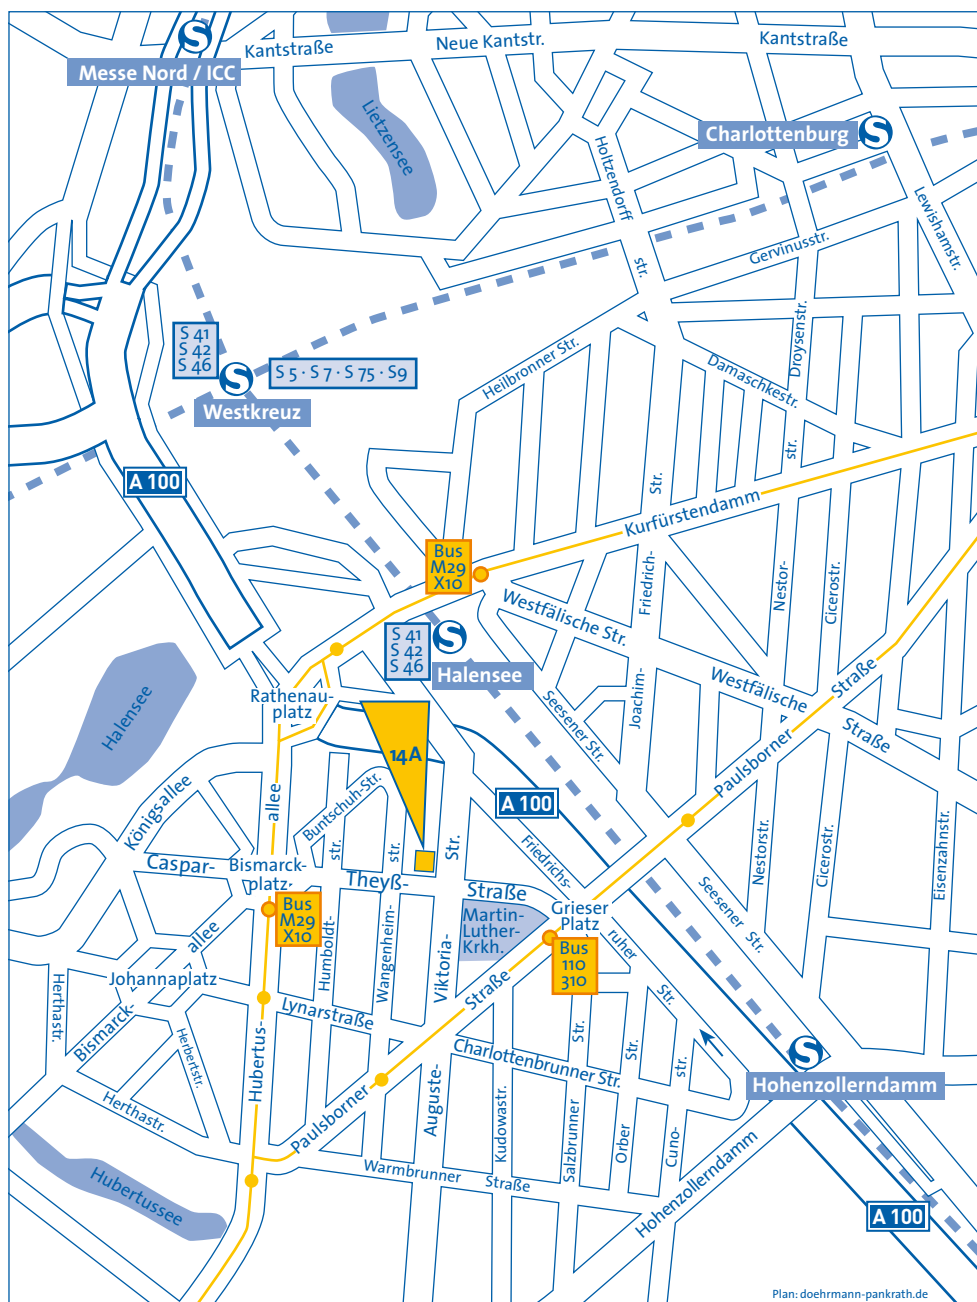 S
Messe Nord / ICC
Kantstraße
Neue Kantstr.
Kantstraße
Lietzensee
Charlottenburg
S
Holtzendorff
str.
Lewishamstr.
Gervinusstr.
S 41
S 42
S 46
S
S 5 · S 7 · S 75 · S9
Westkreuz
Heilbronner Str.
Droysenstr.
Damaschkestr.
str.
A 100
Str.
Kurfürstendamm
Bus
M29
X10
Friedrich-
Nestor-
Cicerostr.
Westfälische Str.
S 41
S 42
S 46
S
Halensee
Rathenau-
platz
Halensee
Seesener Str.
Joachim-
Westfälische
Straße
Straße
Paulsborner
14A
A 100
Königsallee
allee
Buntschuh-Str.
str.
str.
Str.
Friedrichs-
Caspar-
Bismarck-
platz
Theyß-
Straße
Nestorstr.
Cicerostr.
Eisenzahnstr.
Seesener Str.
Bus
M29
X10
Martin-
Luther-
Krkh.
Grieser
Platz
ruher
Str.
Bus
110
310
allee
Johannaplatz
Humboldt-
Wangenheim-
Viktoria-
Straße
Herthastr.
Bismarck-
Lynarstraße
Herbertstr.
Hubertus-
Str.
Str.
str.
Charlottenbrunner Str.
S
Hohenzollerndamm
Herthastr.
Paulsborner
Auguste-
Kudowastr.
Salzbrunner
Orber
Cuno-
Warmbrunner Straße
Hohenzollerndamm
Hubertussee
A 100
Plan: doehrmann-pankrath.de